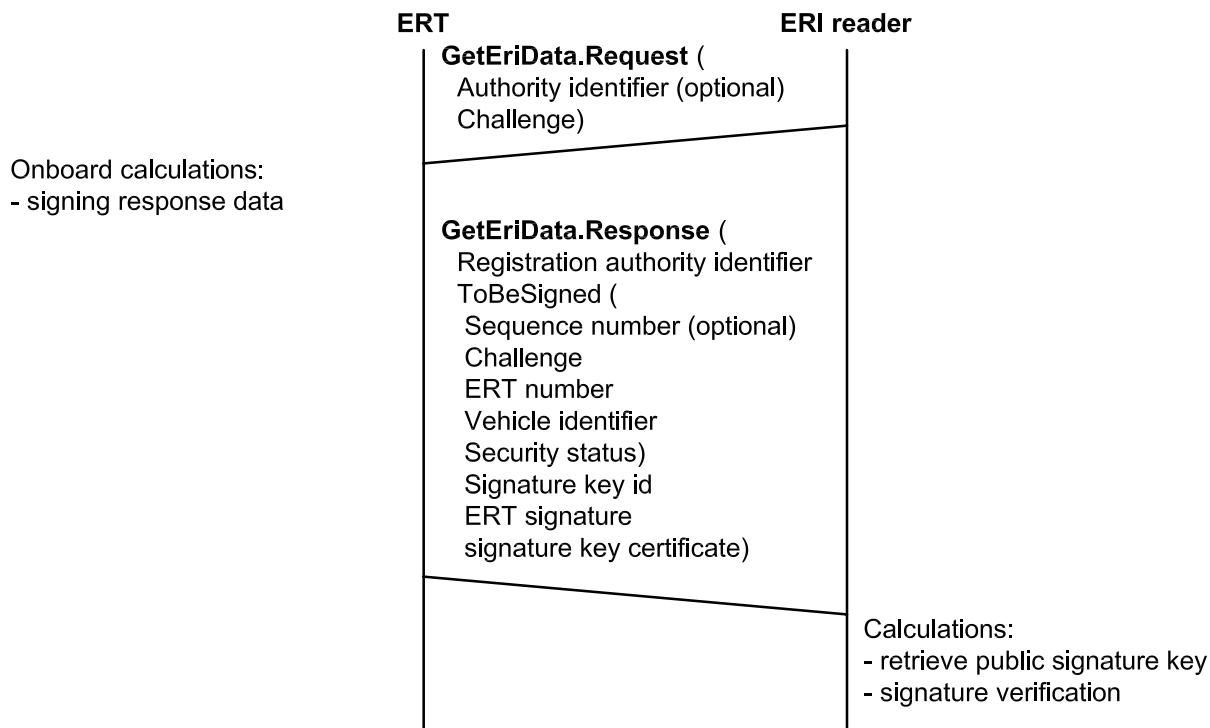 ERT
ERI reader
GetEriData.Request (
Authority identifier (optional)
Challenge)
Onboard calculations:
- signing response data
GetEriData.Response (
Registration authority identifier
ToBeSigned (
Sequence number (optional)
Challenge
ERT number
Vehicle identifier
Security status)
Signature key id
ERT signature
signature key certificate)
Calculations:
- retrieve public signature key
- signature verification